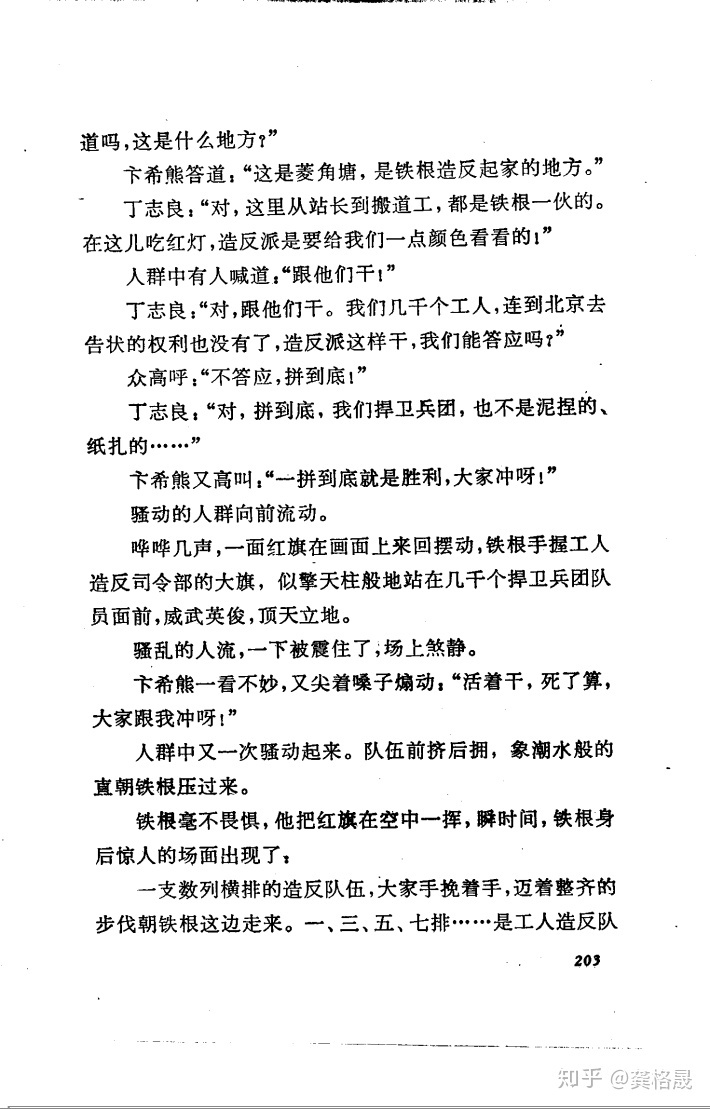 道吗，这是什么地方？”
卞希熊答道：“这是菱角塘，是铁根造反起家的地方。”
丁志良：“对，这里从站长到搬道工，都是铁根一伙的。
在这儿吃红灯，造反派是要给我们一点颜色看看的！”
人群中有人喊道：“跟他们干！”
丁志良：“对，跟他们干。我们几千个工人，连到北京去
告状的权利也没有了，造反派这样干，我们能答应吗？”
众高呼：“不答应，拼到底！”
丁志良：“对，拼到底，我们捍卫兵团，也不是泥捏的、
纸扎的……”
卞希熊又高叫：“一拼到底就是胜利，大家冲呀！”
骚动的人群向前流动。
哗哗几声，一面红旗在画面上来回摆动，铁根手握工人
造反司令部的大旗，似擎天柱般地站在几千个捍卫兵团队
员面前，威武英俊，顶天立地。
骚乱的人流，一下被震住了，场上煞静。
卞希熊一看不妙，又尖着嗓子煽动：“活着干，死了算，
大家跟我冲呀！”
人群中又一次骚动起来。队伍前挤后拥，象潮水般的
直朝铁根压过来。
铁根毫不畏惧，他把红旗在空中一挥，瞬时间，铁根身
后惊人的场面出现了：
一支数列横排的造反队伍，大家手挽着手，迈着整齐的
步伐朝铁根这边走来。一、三、五、七排……是工人造反队
203
知乎 @龚格晟